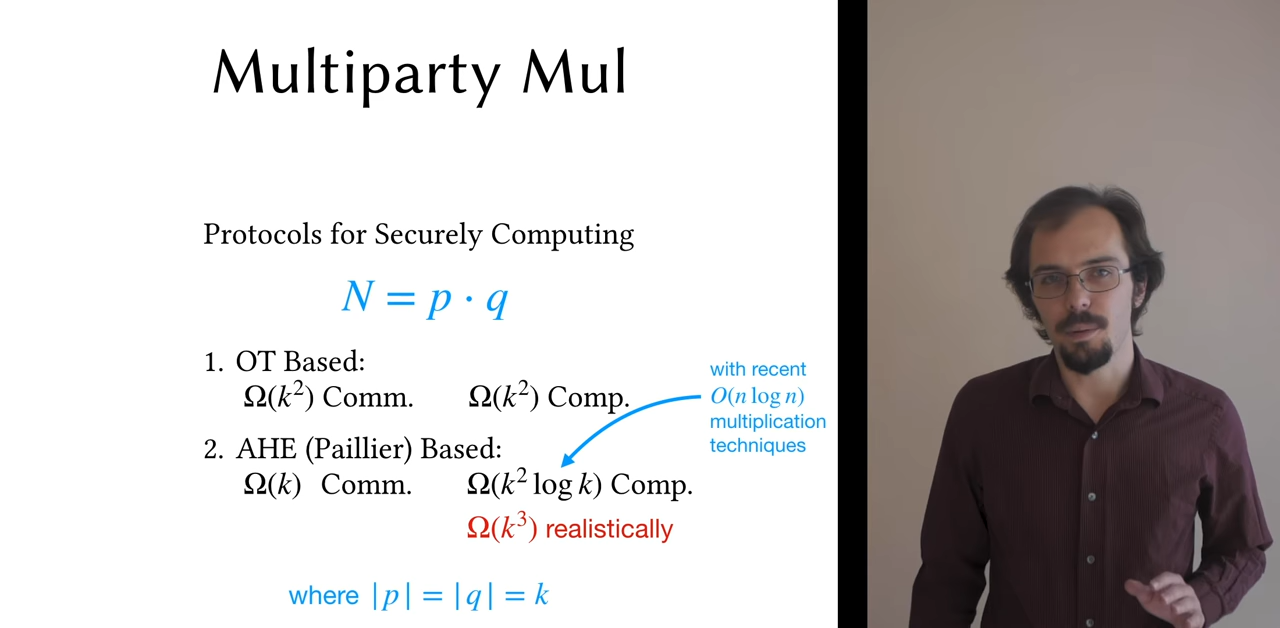 Multiparty Mul
Protocols for Securely Computing
N = p · q
1. OT Based:
Ω(k²) Comm. Ω(k²) Comp.
2. AHE (Paillier) Based:
Ω(k) Comm. Ω(k² log k) Comp.
Ω(k³) realistically
with recent
O(n log n)
multiplication
techniques
where |p| = |q| = k